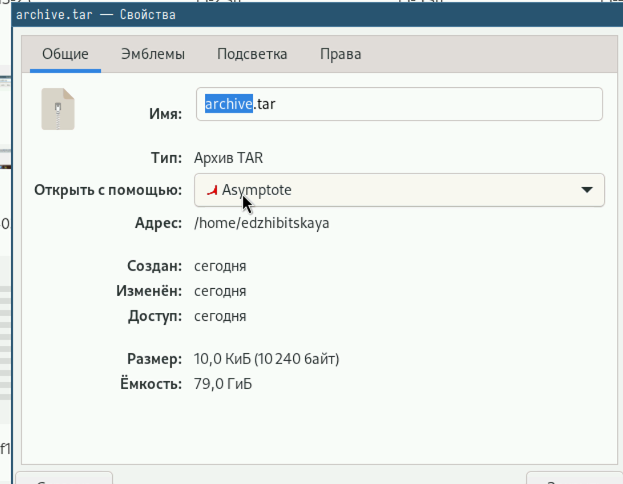 archive.tar — Свойства
Общие Эмблемы Подсветка Права
Имя: archive.tar
Тип: Архив TAR
Открыть с помощью: Asymptote
Адрес: /home/edzhibitskaya
Создан: сегодня
Изменён: сегодня
Доступ: сегодня
Размер: 10,0 КиБ (10 240 байт)
Ёмкость: 79,0 ГиБ